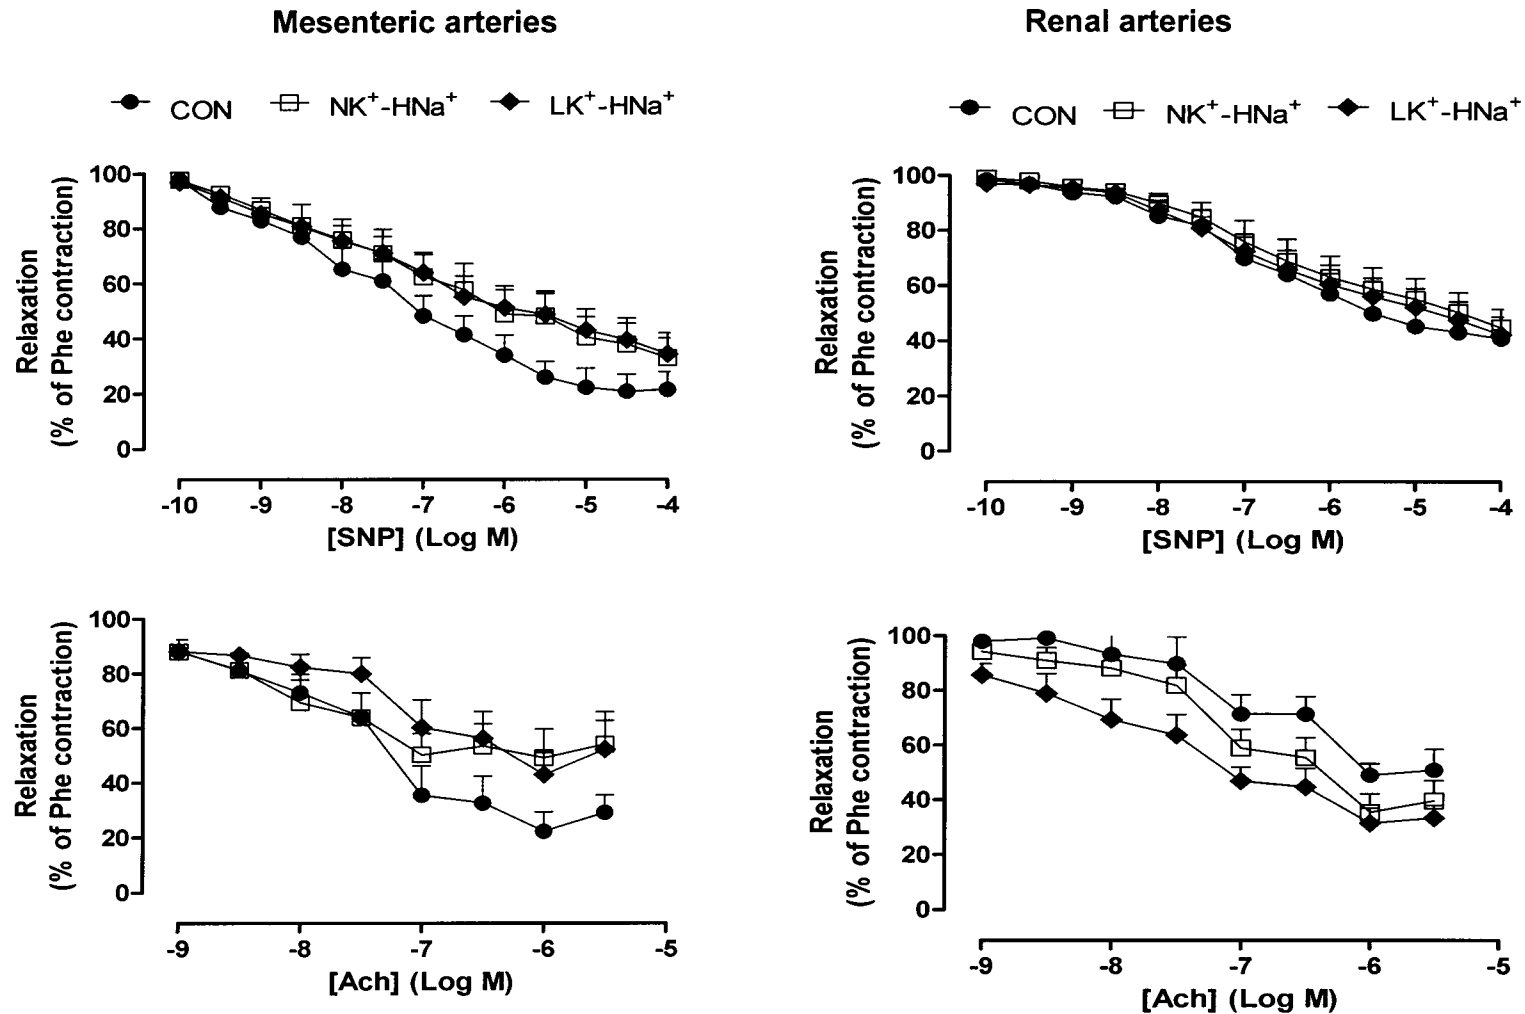 Mesenteric arteries
Renal arteries
CON NK⁺-HNa⁺ LK⁺-HNa⁺
CON NK⁺-HNa⁺ LK⁺-HNa⁺
Relaxation
(% of Phe contraction)
100
80
60
40
20
0
-10 -9 -8 -7 -6 -5 -4
[SNP] (Log M)
Relaxation
(% of Phe contraction)
100
80
60
40
20
0
-10 -9 -8 -7 -6 -5 -4
[SNP] (Log M)
Relaxation
(% of Phe contraction)
100
80
60
40
20
0
-9 -8 -7 -6 -5
[Ach] (Log M)
Relaxation
(% of Phe contraction)
100
80
60
40
20
0
-9 -8 -7 -6 -5
[Ach] (Log M)